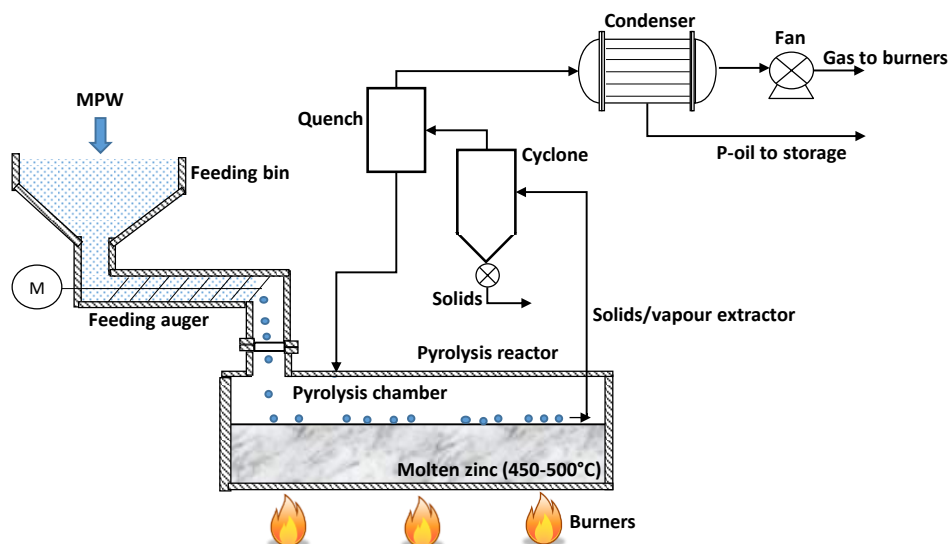 Condenser
Fan
Gas to burners
MPW
Quench
Cyclone
P-oil to storage
Feeding bin
M
Solids
Feeding auger
Solids/vapour extractor
Pyrolysis reactor
Pyrolysis chamber
Molten zinc (450-500°C)
Burners